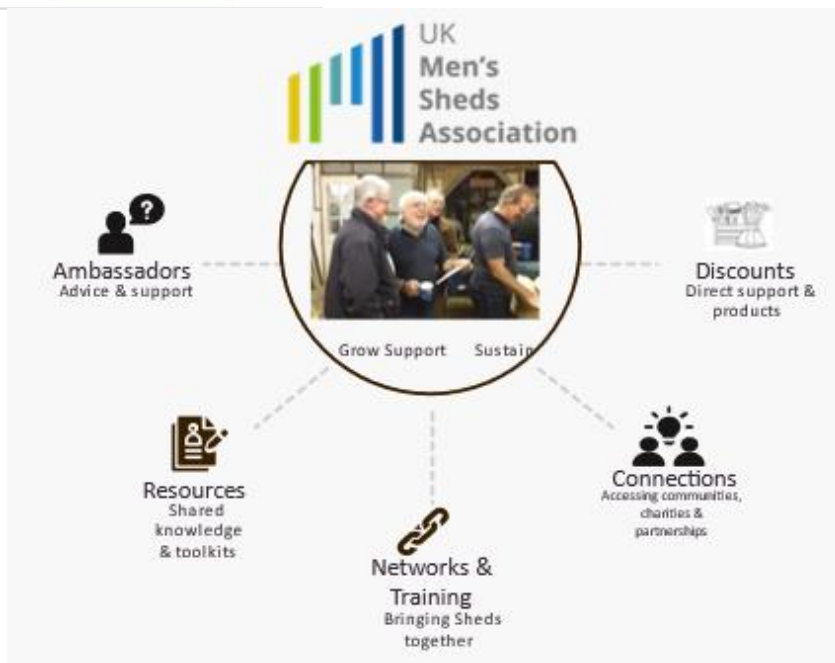 UK
Men's
Sheds
Association
?
Ambassadors
Advice & support
Discounts
Direct support &
products
Grow Support Sustain
Resources
Shared
knowledge
& toolkits
Connections
Accessing communities,
charities &
partnerships
Networks &
Training
Bringing Sheds
together